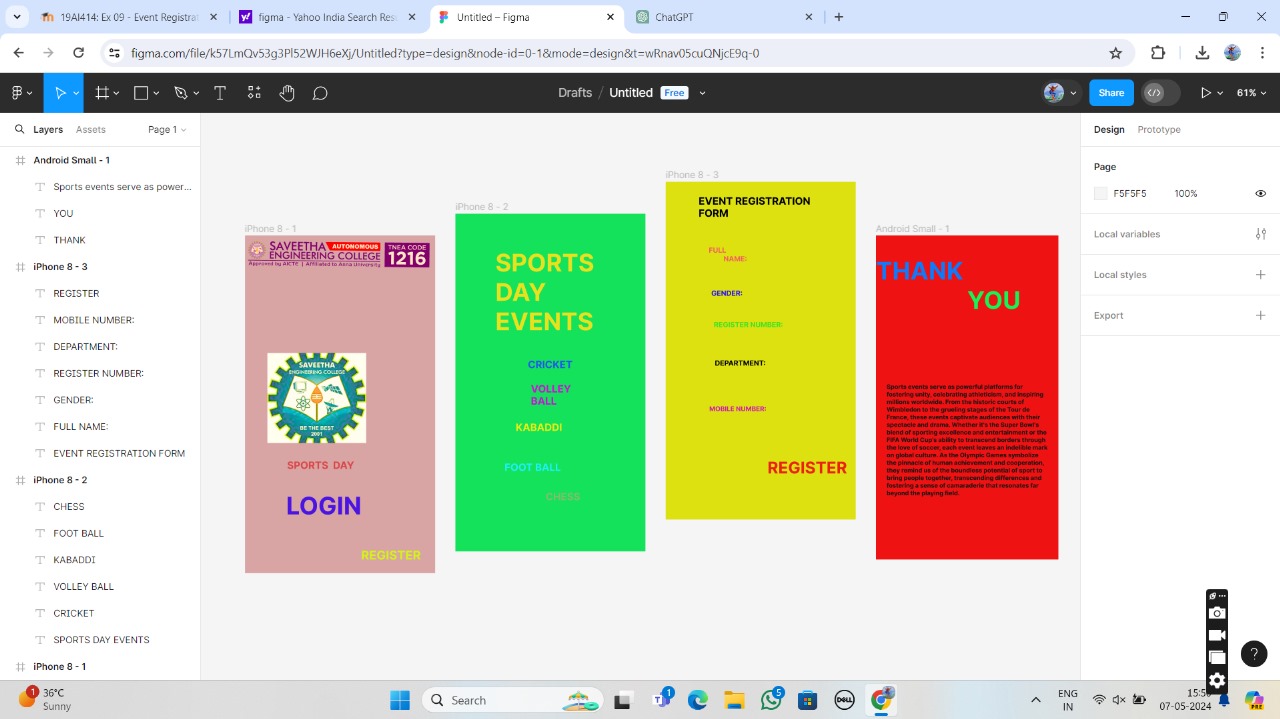 figma - Yahoo India Search Res
Untitled – Figma
ChatGPT
figma.com/file/k57LmQm53g3Pl52WJH6eXj/Untitled?type=design&node-id=0-1&mode=design&t=wRnav05cuQNrcE9q-0
Drafts / Untitled Free
Share
61%
Layers Assets Page 1
Android Small - 1
Sports events serve as power...
YOU
THANK
iPhone 8 - 3
REGISTER
MOBILE NUMBER:
DEPARTMENT:
REGISTER NUMBER:
GENDER:
FULL NAME:
EVENT REGISTRATION FORM
iPhone 8 - 2
CHESS
FOOT BALL
KABADDI
VOLLEY BALL
CRICKET
SPORTS DAY EVENTS
iPhone 8 - 1
iPhone 8 - 1
SAVEETHA
ENGINEERING COLLEGE
AUTONOMOUS
Approved by AICTE | Affiliated to Anna University
TNEA CODE
1216
SAVEETHA
ENGINEERING COLLEGE
BEST OF THE BEST
2001
SPORTSDAY
LOGIN
REGISTER
iPhone 8 - 2
SPORTS
DAY
EVENTS
CRICKET
VOLLEY
BALL
KABADDI
FOOT BALL
CHESS
iPhone 8 - 3
EVENT REGISTRATION
FORM
FULL
NAME:
GENDER:
REGISTER NUMBER:
DEPARTMENT:
MOBILE NUMBER:
REGISTER
Android Small - 1
THANK
YOU
Sports events serve as powerful platforms for
fostering unity, celebrating athleticism, and inspiring
millions worldwide. From the historic courts of
Wimbledon to the grueling stages of the Tour de
France, these events captivate audiences with their
spectacle and drama. Whether it's the Super Bowl's
blend of sporting excellence and entertainment or the
FIFA World Cup's ability to transcend borders through
the love of soccer, each event leaves an indelible mark
on global culture. As the Olympic Games symbolize
the pinnacle of human achievement and cooperation,
they remind us of the boundless potential of sport to
bring people together, transcending differences and
fostering a sense of camaraderie that resonates far
beyond the playing field.
Design Prototype
Page
F5F5F5 100%
Local variables
Local styles
Export
?
1
36°C
Sunny
Search
1
5
DELL
ENG
IN
07-05-2024
PRE